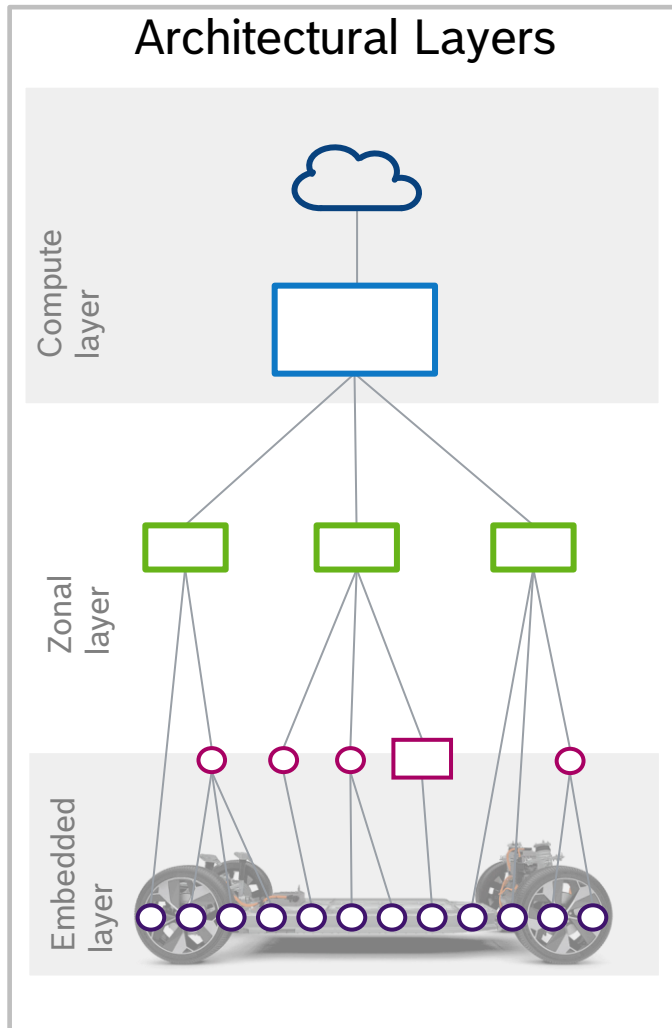 Architectural Layers
Compute
layer
Zonal
layer
Embedded
layer